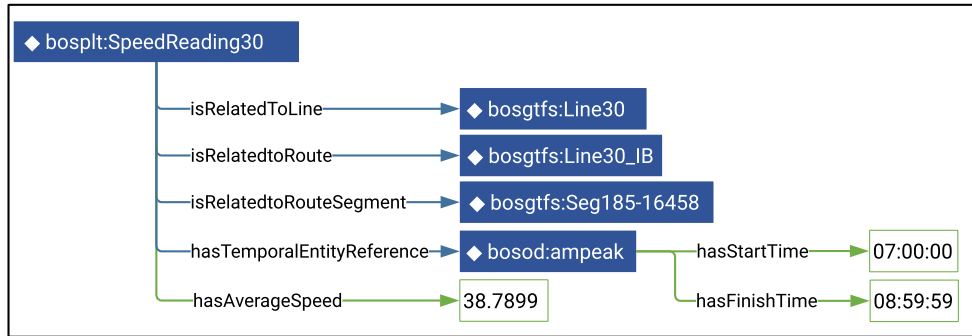 bosplt:SpeedReading30
isRelatedToLine bosgtfs:Line30
isRelatedtoRoute bosgtfs:Line30_IB
isRelatedtoRouteSegment bosgtfs:Seg185-16458
hasTemporalEntityReference bosod:ampeak hasStartTime 07:00:00
hasAverageSpeed 38.7899 hasFinishTime 08:59:59